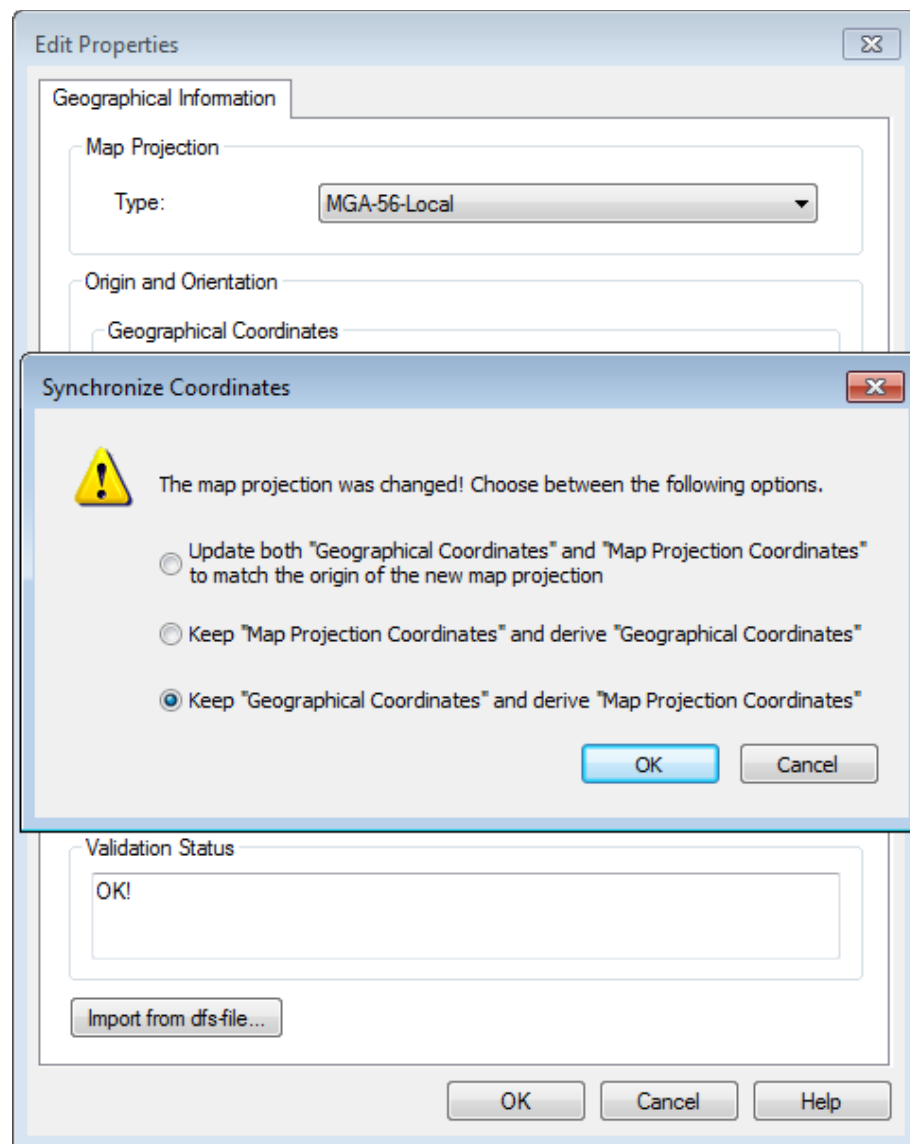 Edit Properties
Geographical Information
Map Projection
Type:
MGA-56-Local
Origin and Orientation
Geographical Coordinates
Synchronize Coordinates
The map projection was changed! Choose between the following options.
Update both "Geographical Coordinates" and "Map Projection Coordinates"
to match the origin of the new map projection
Keep "Map Projection Coordinates" and derive "Geographical Coordinates"
Keep "Geographical Coordinates" and derive "Map Projection Coordinates"
OK
Cancel
Validation Status
OK!
Import from dfs-file...
OK
Cancel
Help